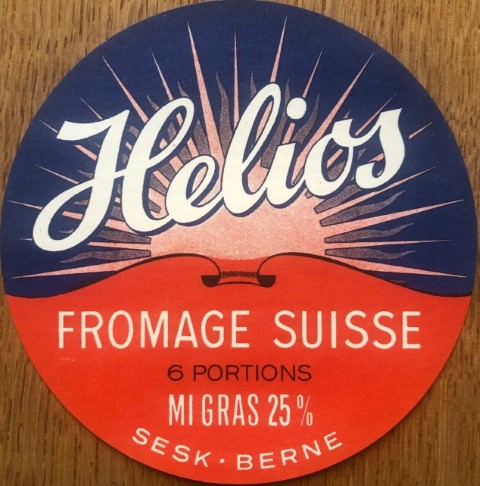 Helios
FROMAGE SUISSE
6 PORTIONS
MI GRAS 25%
SESK · BERNE